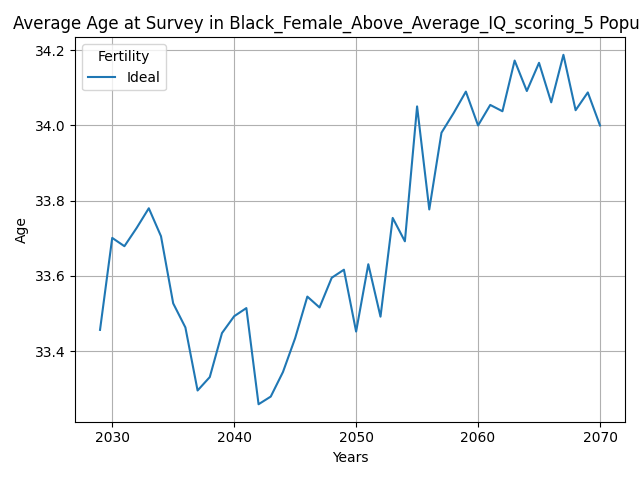 Average Age at Survey in Black_Female_Above_Average_IQ_scoring_5 Popu
Fertility
Ideal
34.2
34.0
33.8
33.6
33.4
Age
2030 2040 2050 2060 2070
Years